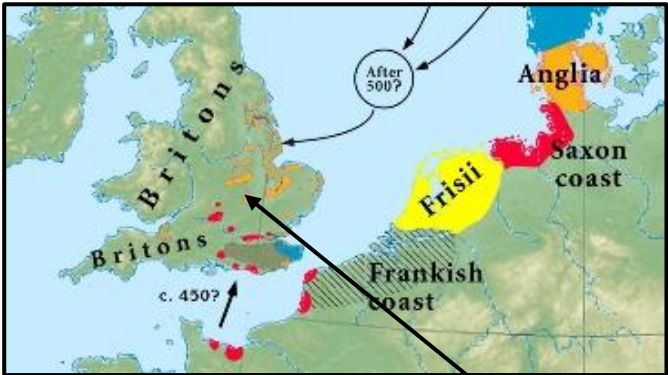 After
500?
Anglia
Britons
Saxon
coast
Frisii
Britons
Frankish
coast
c. 450?